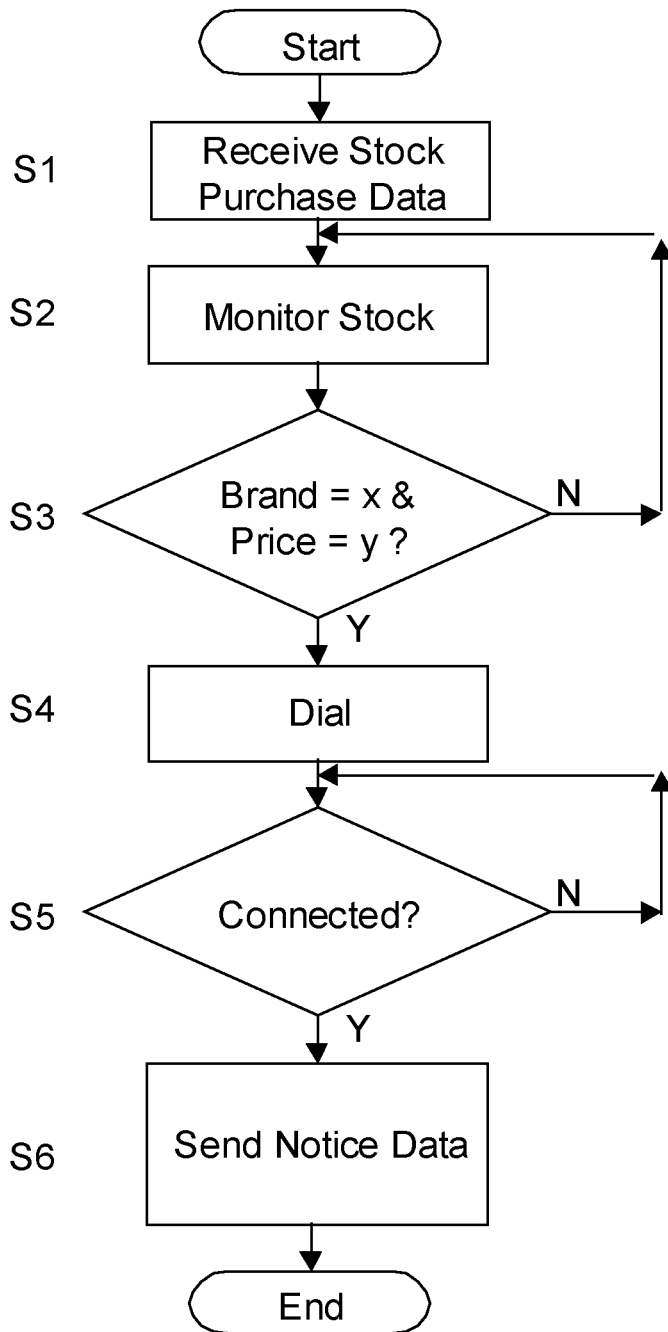 Start
S1
Receive Stock
Purchase Data
S2
Monitor Stock
S3
Brand = x &
Price = y ?
N
Y
S4
Dial
S5
Connected?
N
Y
S6
Send Notice Data
End